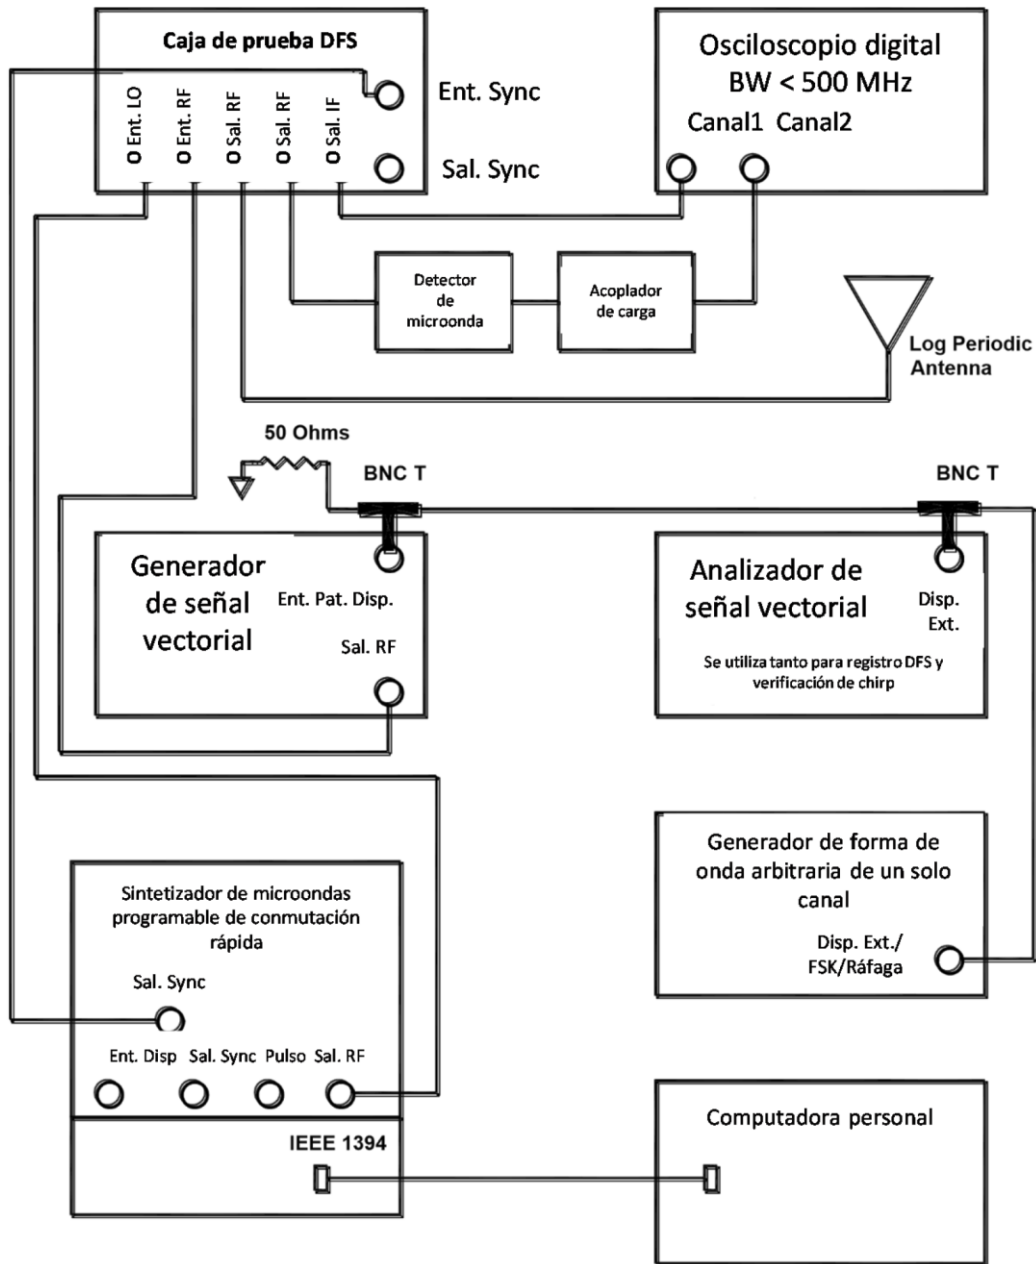 Caja de prueba DFS
O Ent. LO
O Ent. RF
O Sal. RF
O Sal. RF
O Sal. IF
Ent. Sync
Sal. Sync
Osciloscopio digital
BW < 500 MHz
Canal1 Canal2
Detector
de
microonda
Acoplador
de carga
Log Periodic
Antenna
50 Ohms
BNC T
BNC T
Generador
de señal
vectorial
Ent. Pat. Disp.
Sal. RF
Analizador de
señal vectorial
Disp.
Ext.
Se utiliza tanto para registro DFS y
verificación de chirp
Sintetizador de microondas
programable de conmutación
rápida
Sal. Sync
Ent. Disp Sal. Sync Pulso Sal. RF
IEEE 1394
Generador de forma de
onda arbitraria de un solo
canal
Disp. Ext./
FSK/Ráfaga
Computadora personal